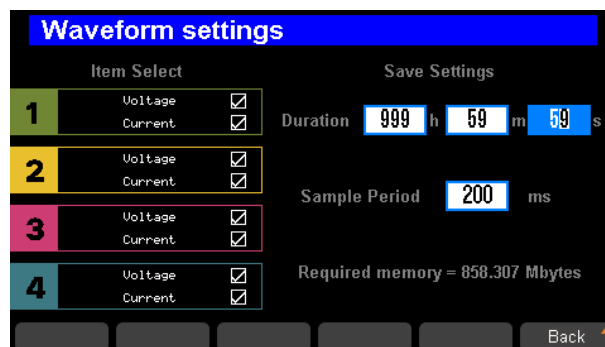 Waveform settings
Item Select
1
Voltage
Current
2
Voltage
Current
3
Voltage
Current
4
Voltage
Current
Save Settings
Duration 999 h 59 m 59 s
Sample Period 200 ms
Required memory = 858.307 Mbytes
Back